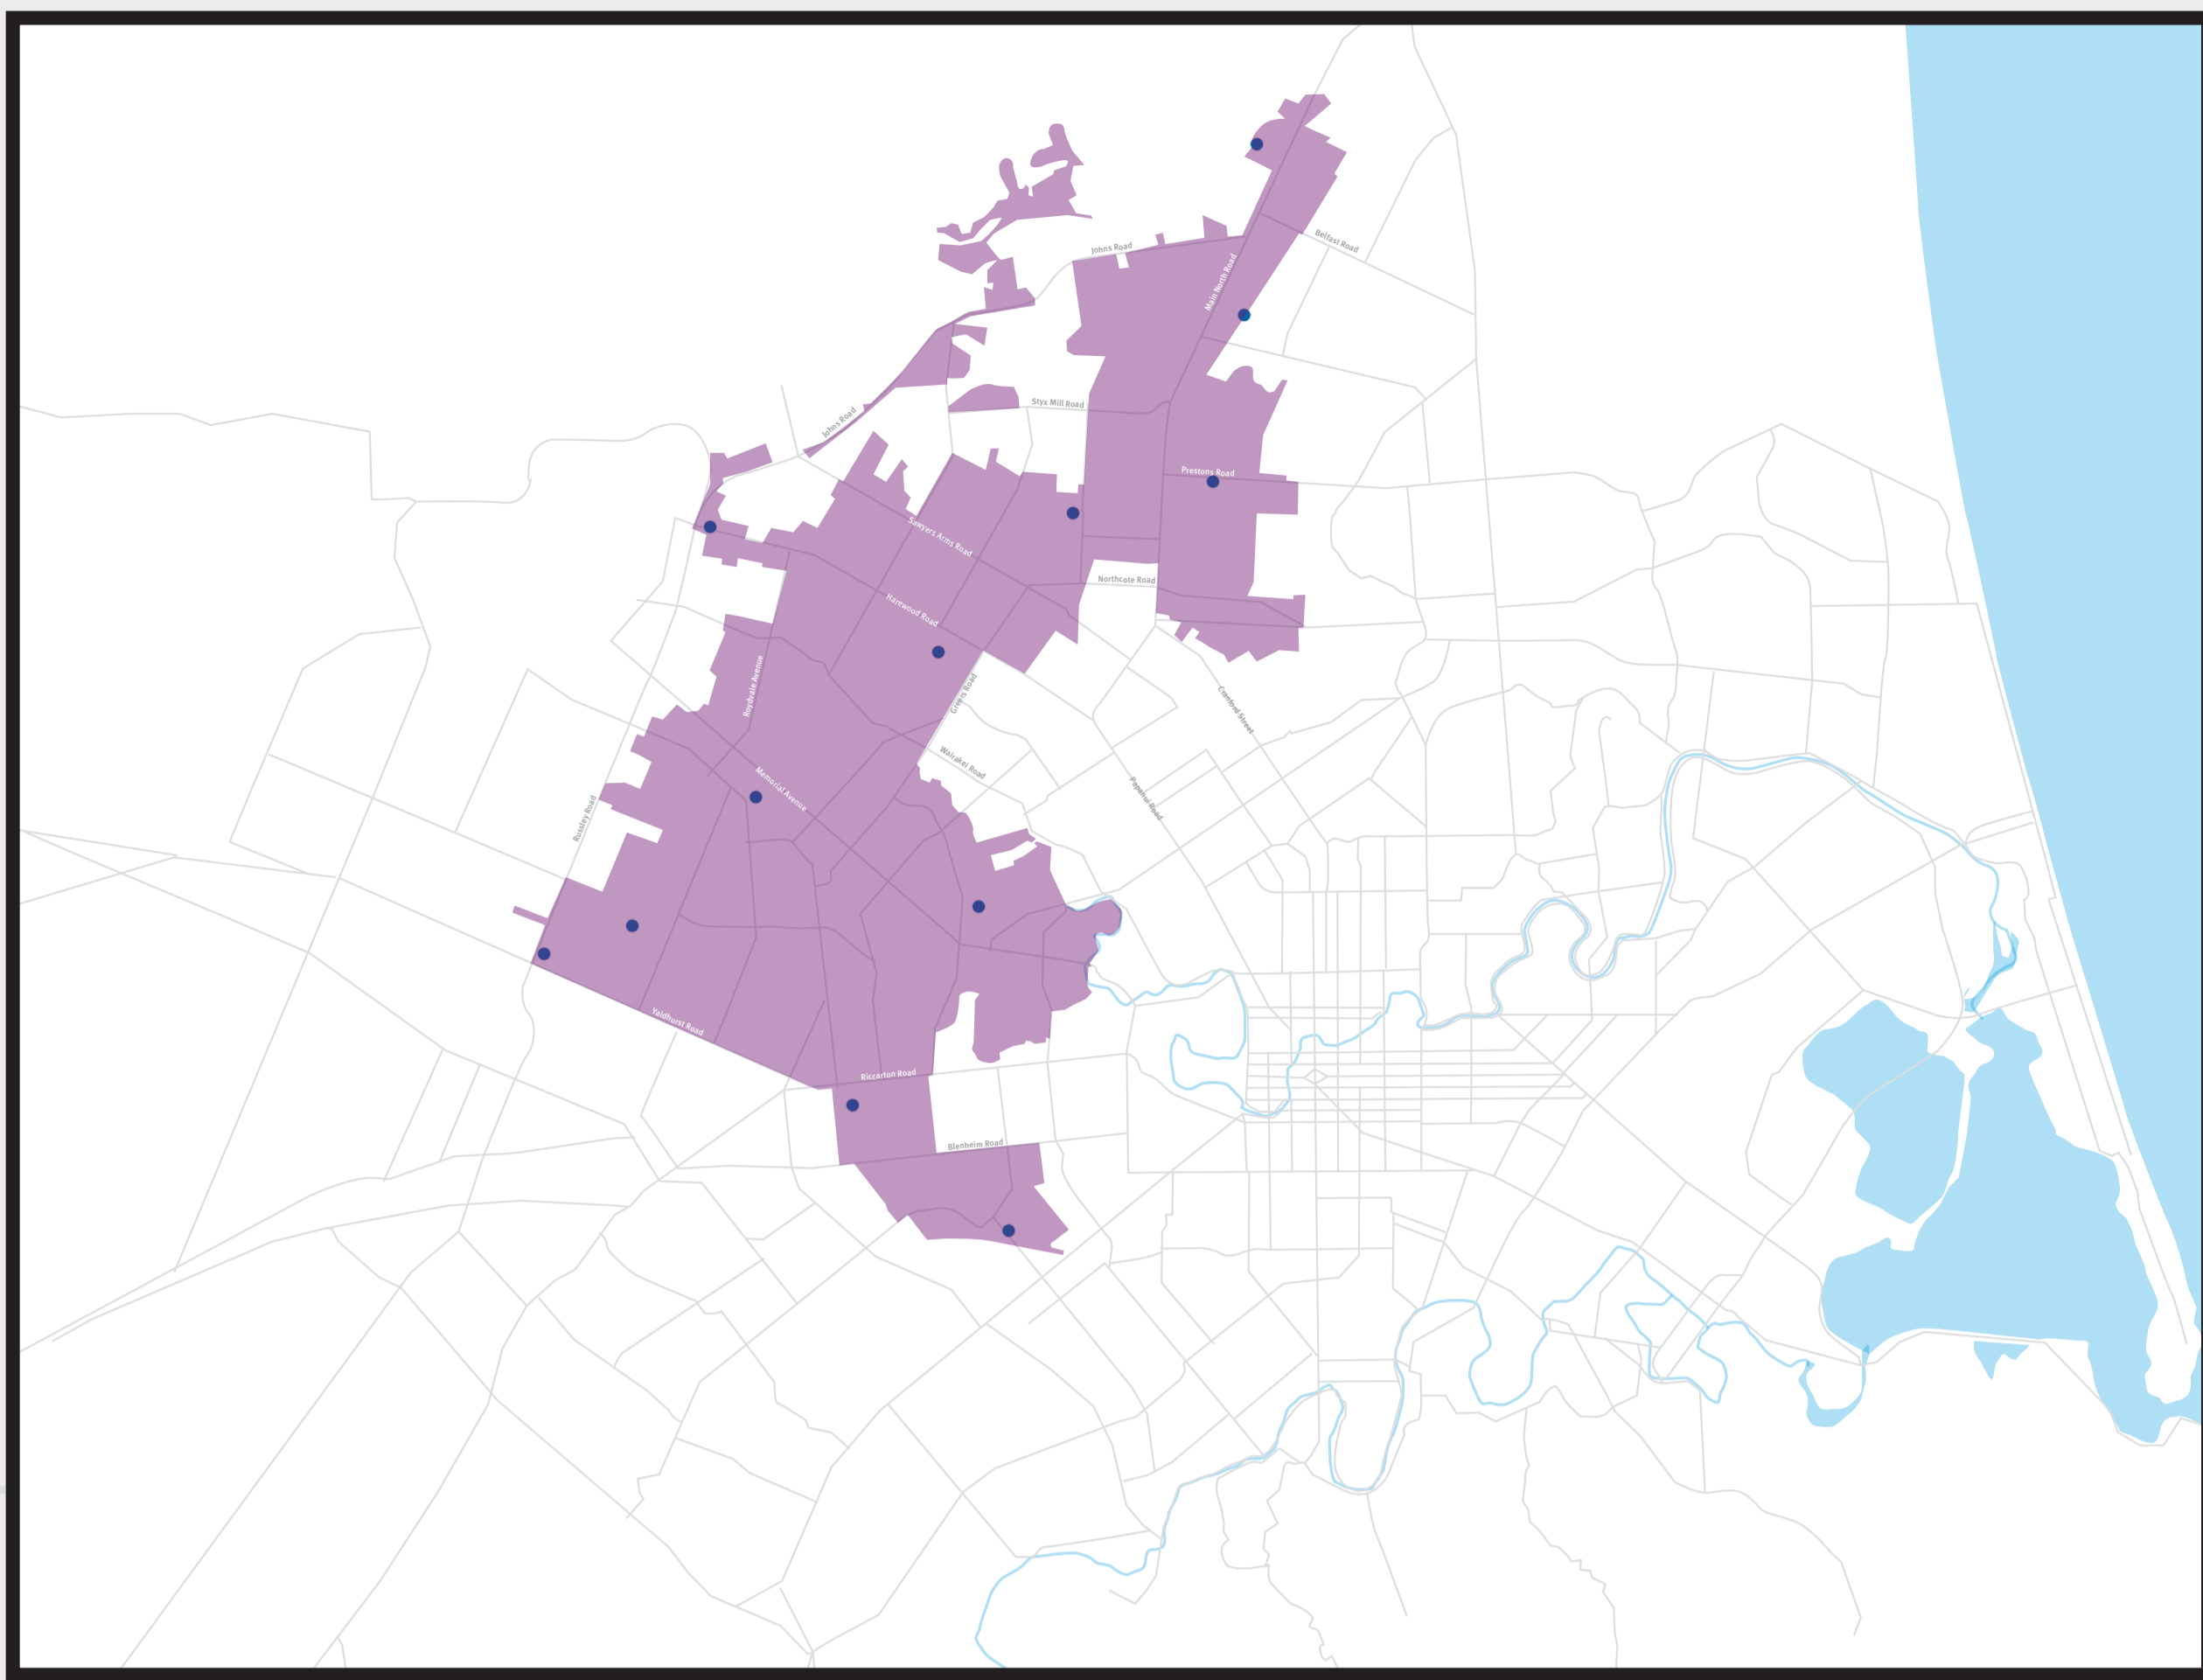 Belfast Road
Johns Road
Main North Road
Styx Mill Road
Johns Road
Prestons Road
Sawyers Arms Road
Northcote Road
Harewood Road
Roydvale Avenue
Greers Road
Cranford Street
Wairakei Road
Memorial Avenue
Papanui Road
Russley Road
Yaldhurst Road
Riccarton Road
Blenheim Road